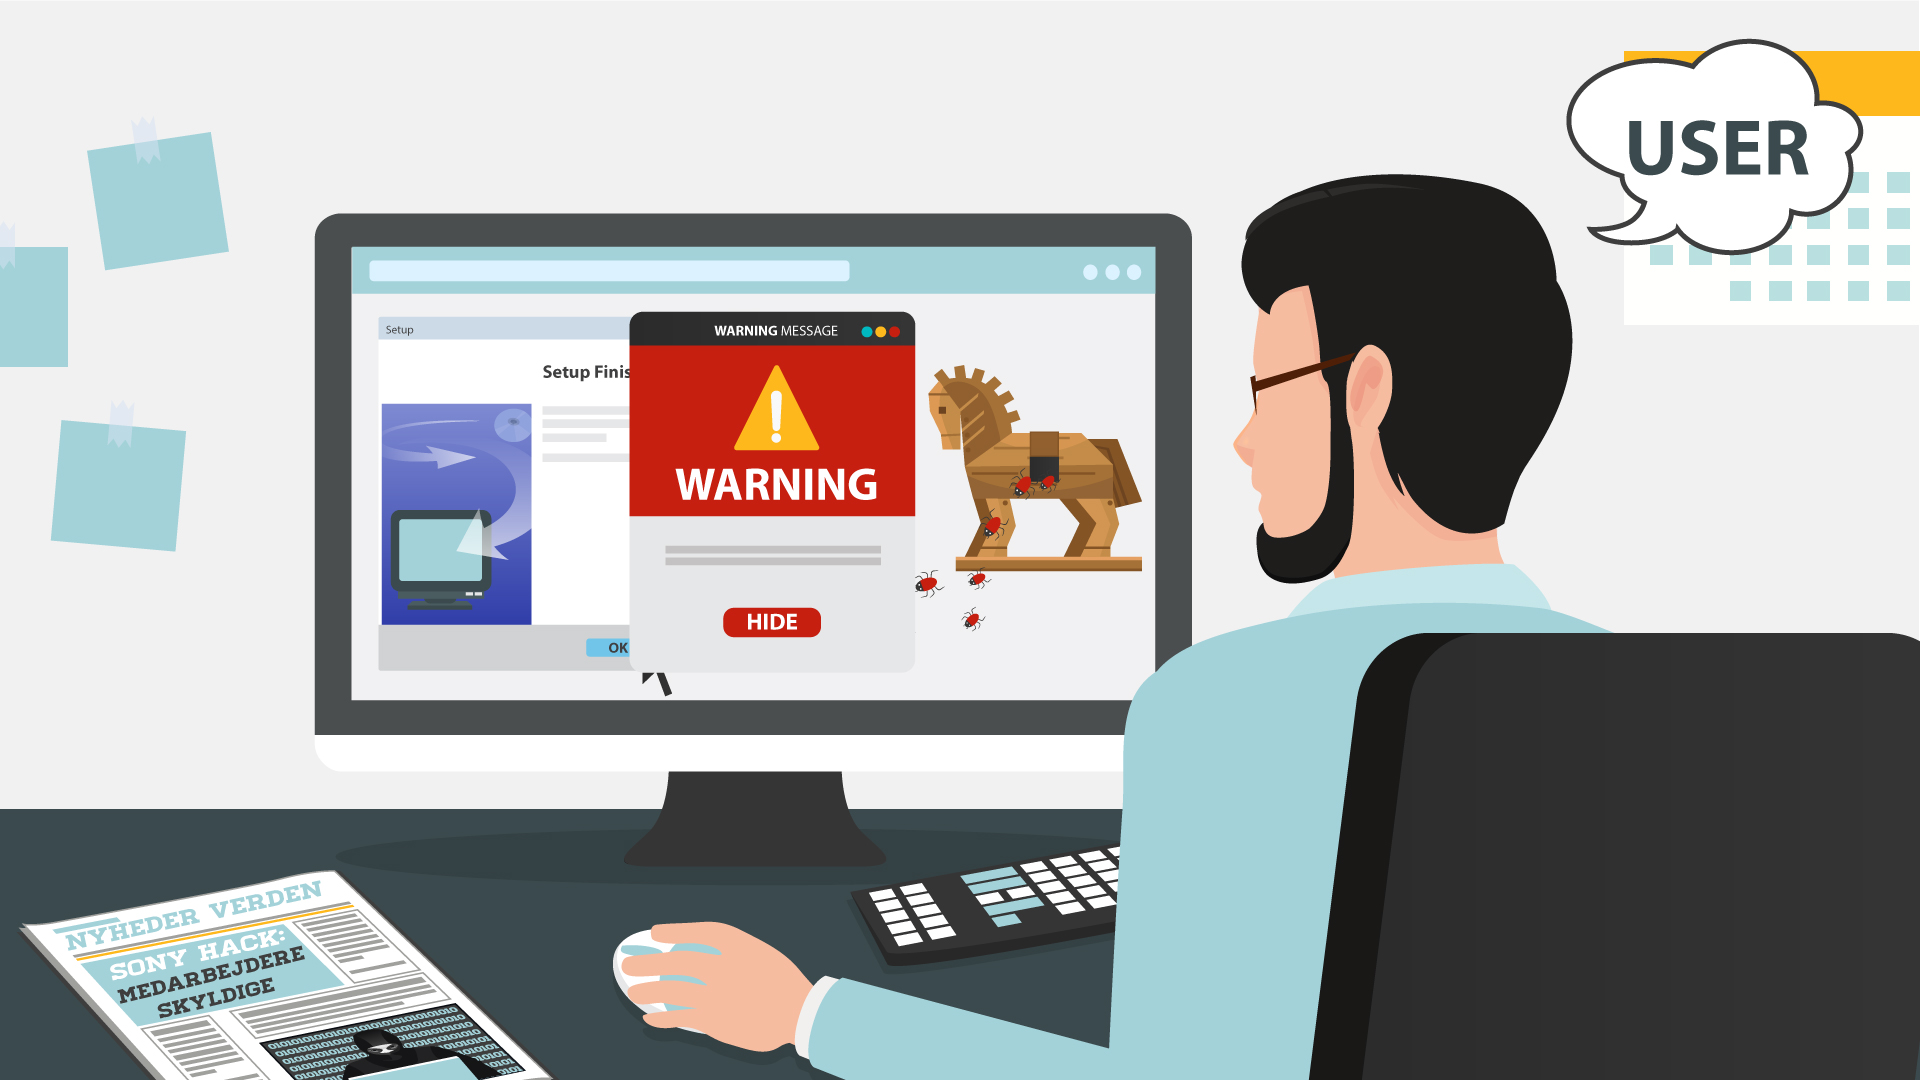 USER
Setup
Setup Finis
OK
WARNING MESSAGE
WARNING
HIDE
NYHEDER VERDEN
SONY HACK:
MEDARBEJDERE
SKYLDIGE